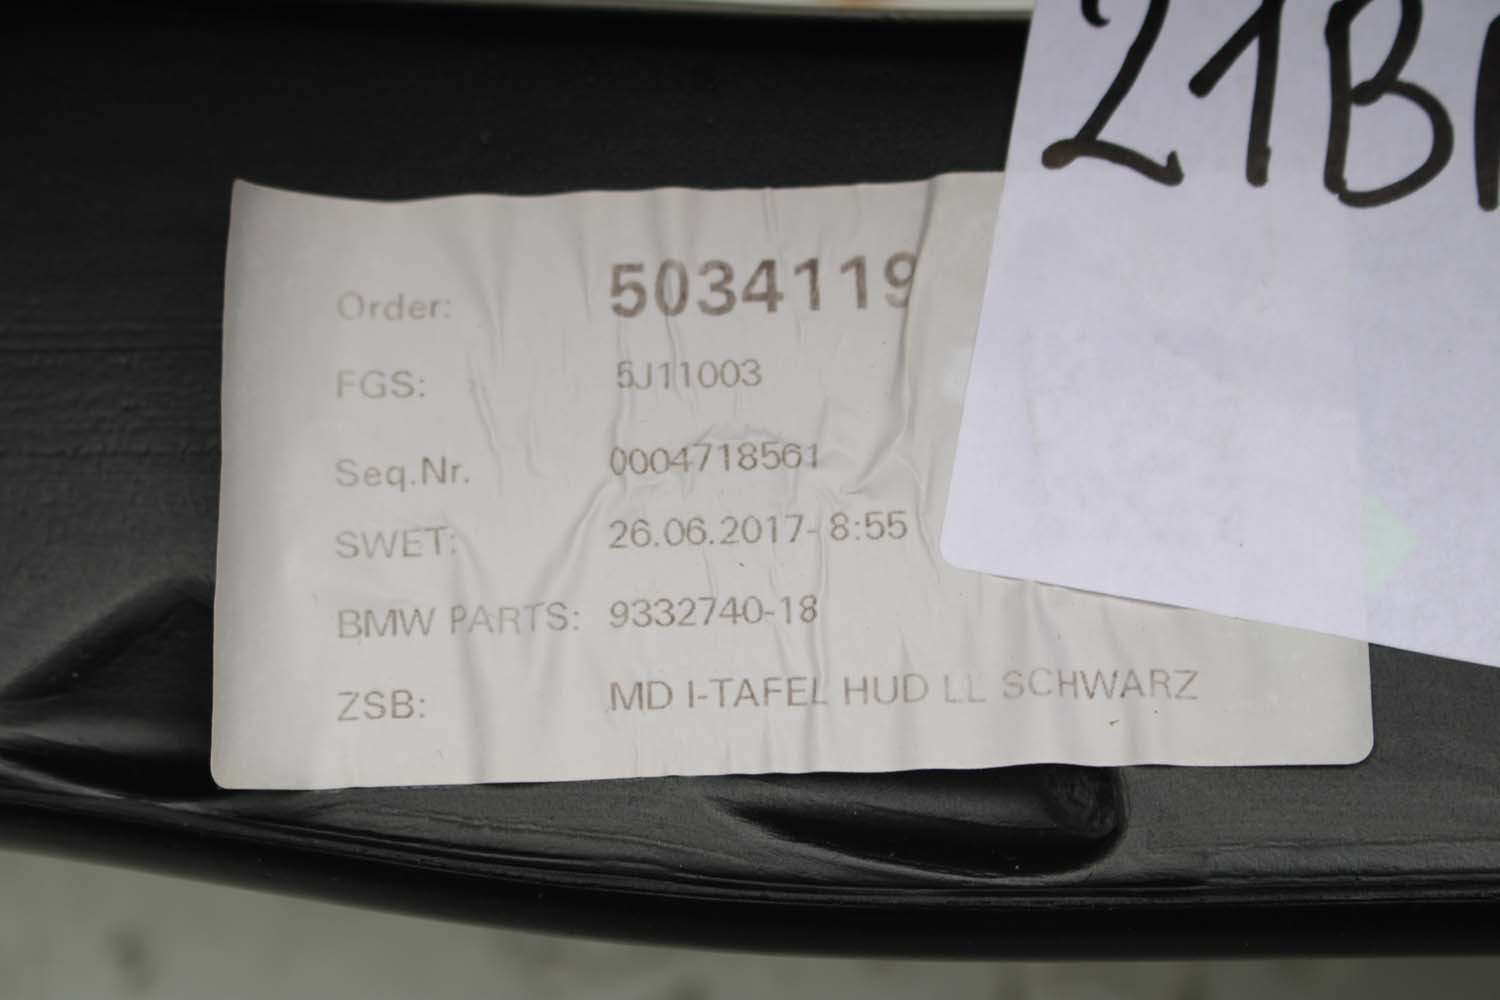 21B
Order: 5034119
FGS: 5J11003
Seq.Nr. 0004718561
SWET: 26.06.2017- 8:55
BMW PARTS: 9332740-18
ZSB: MD I-TAFEL HUD LL SCHWARZ